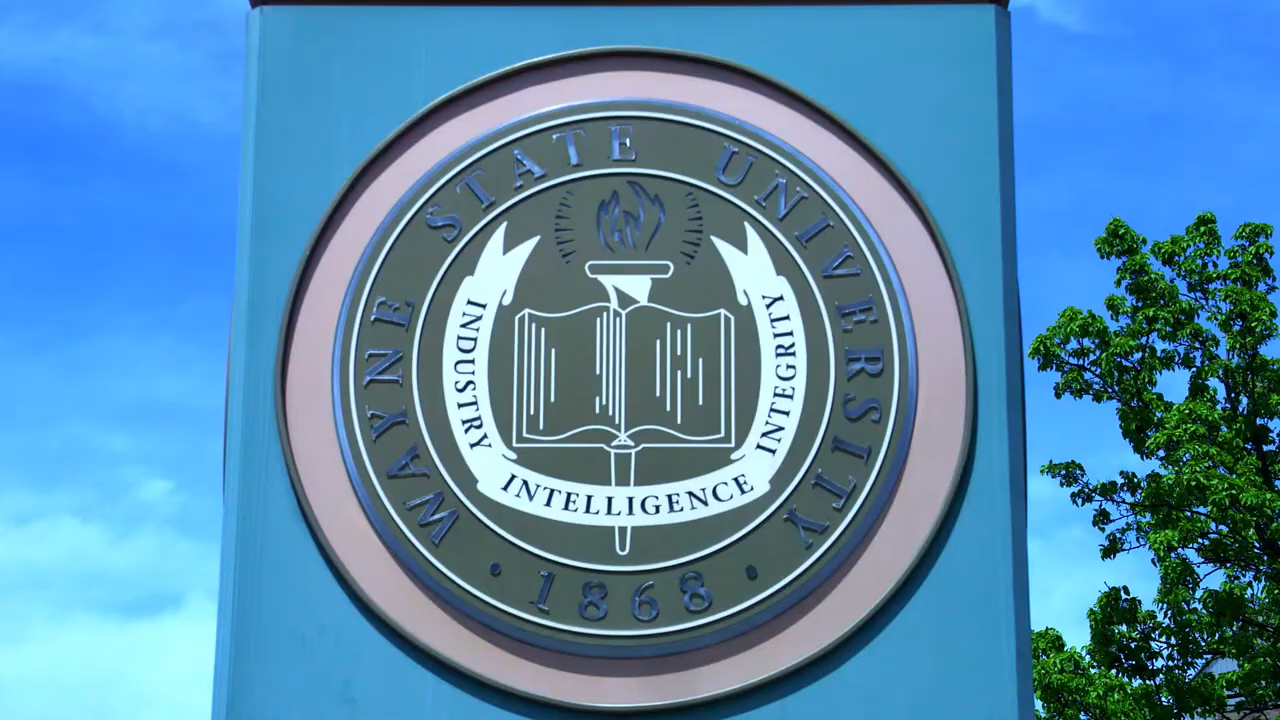 WAYNE STATE UNIVERSITY
INDUSTRY
INTELLIGENCE
INTEGRITY
• 1868 •